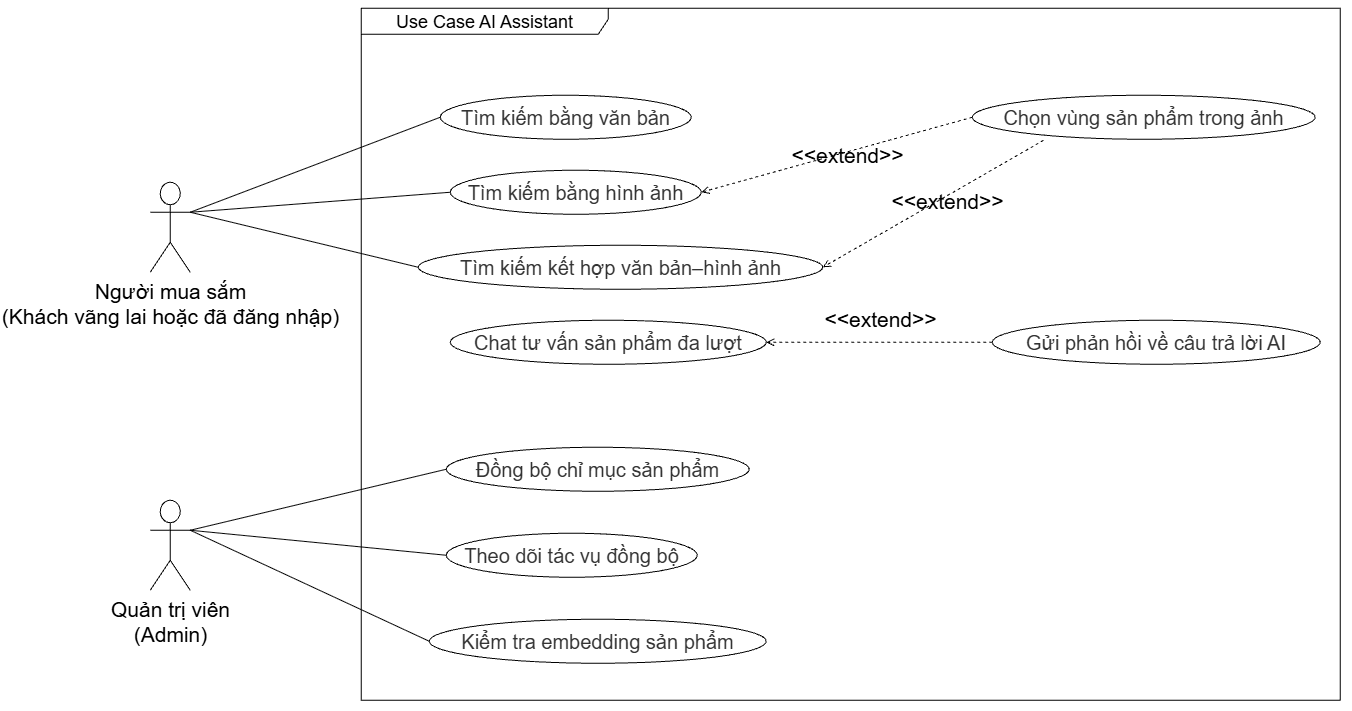 Use Case AI Assistant
Tìm kiếm bằng văn bản
Chọn vùng sản phẩm trong ảnh
<<extend>>
Tìm kiếm bằng hình ảnh
<<extend>>
Tìm kiếm kết hợp văn bản–hình ảnh
Người mua sắm
(Khách vãng lai hoặc đã đăng nhập)
<<extend>>
Chat tư vấn sản phẩm đa lượt
Gửi phản hồi về câu trả lời AI
Đồng bộ chỉ mục sản phẩm
Theo dõi tác vụ đồng bộ
Quản trị viên
(Admin)
Kiểm tra embedding sản phẩm